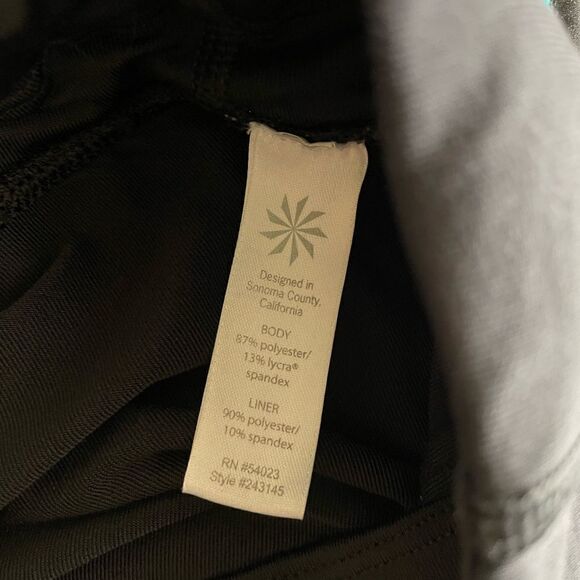 Designed in
Sonoma County,
California
BODY
87% polyester/
13% lycra®
spandex
LINER
90% polyester/
10% spandex
RN #54023
Style #243145